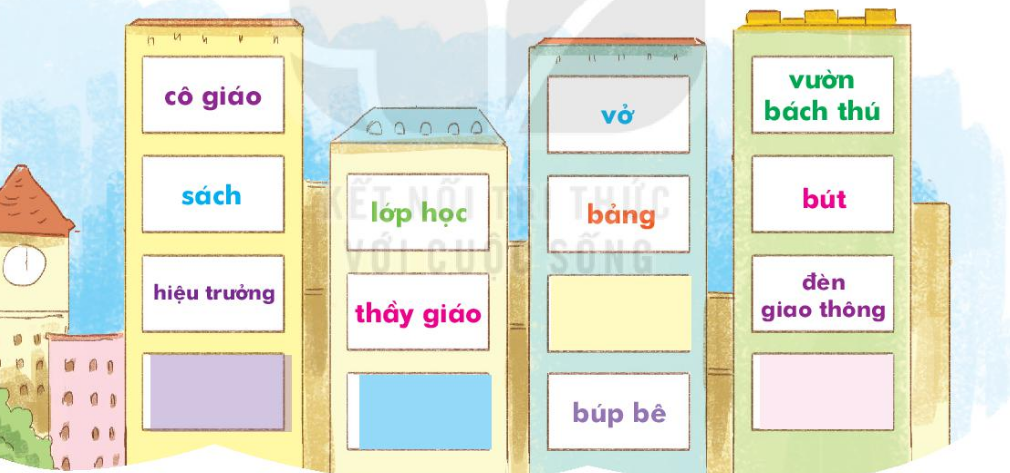 cô giáo
sách
hiệu trưởng
lớp học
thầy giáo
vở
bảng
búp bê
vườn
bách thú
bút
đèn
giao thông
KẾT NỐI TRI THỨC
VỚI CUỘC SỐNG